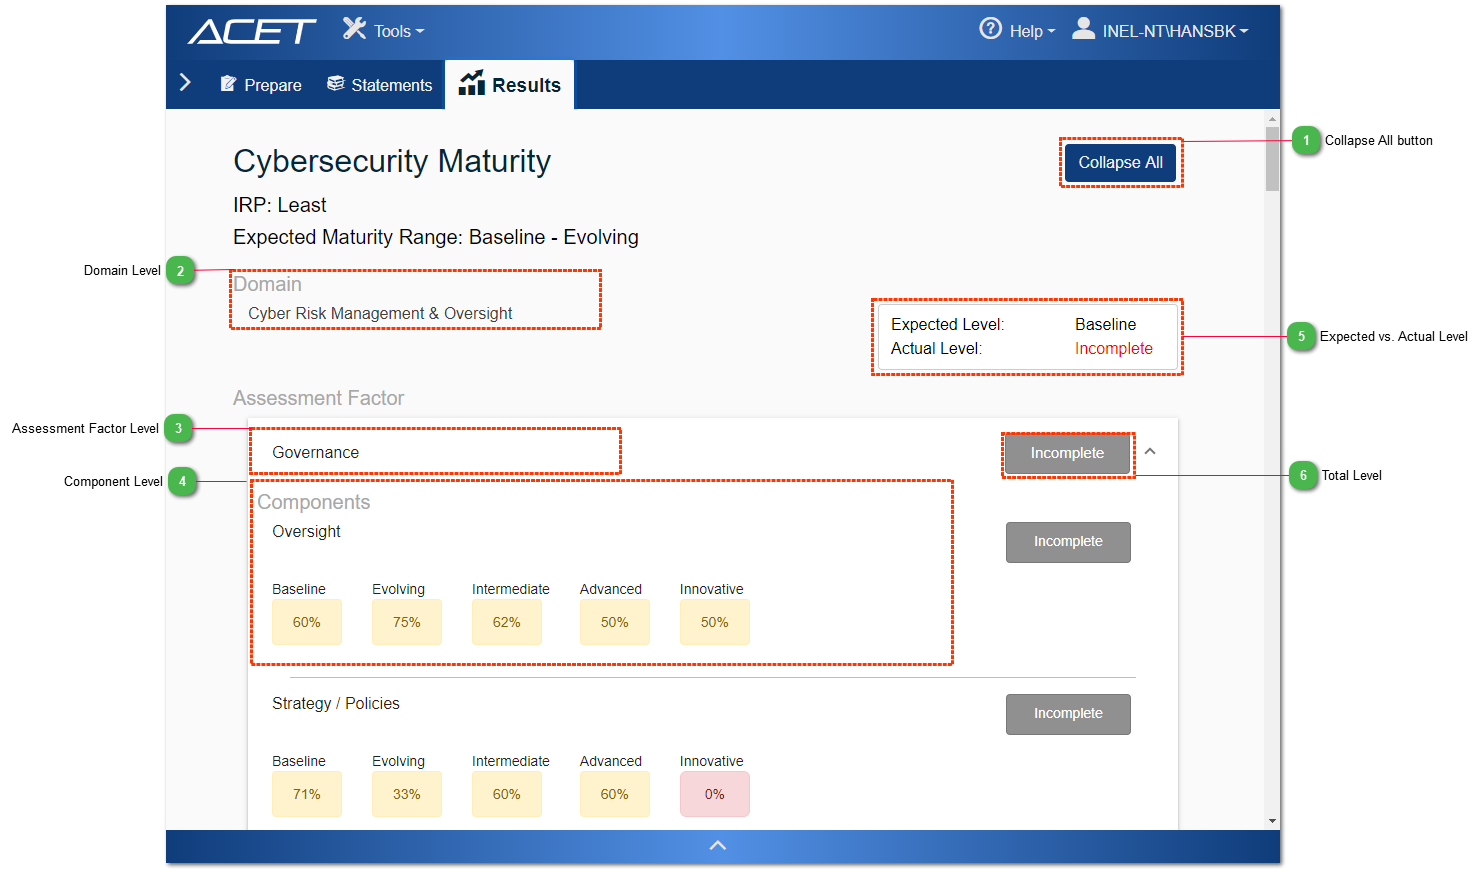 ACET Tools Help INEL-NT\HANSBK
Prepare Statements Results
Cybersecurity Maturity
Collapse All
1 Collapse All button
IRP: Least
Expected Maturity Range: Baseline - Evolving
Domain Level 2
Domain
Cyber Risk Management & Oversight
Expected Level: Baseline
Actual Level: Incomplete
5 Expected vs. Actual Level
Assessment Factor
Assessment Factor Level 3
Governance Incomplete
6 Total Level
Component Level 4
Components
Oversight Incomplete
Baseline Evolving Intermediate Advanced Innovative
60% 75% 62% 50% 50%
Strategy / Policies Incomplete
Baseline Evolving Intermediate Advanced Innovative
71% 33% 60% 60% 0%